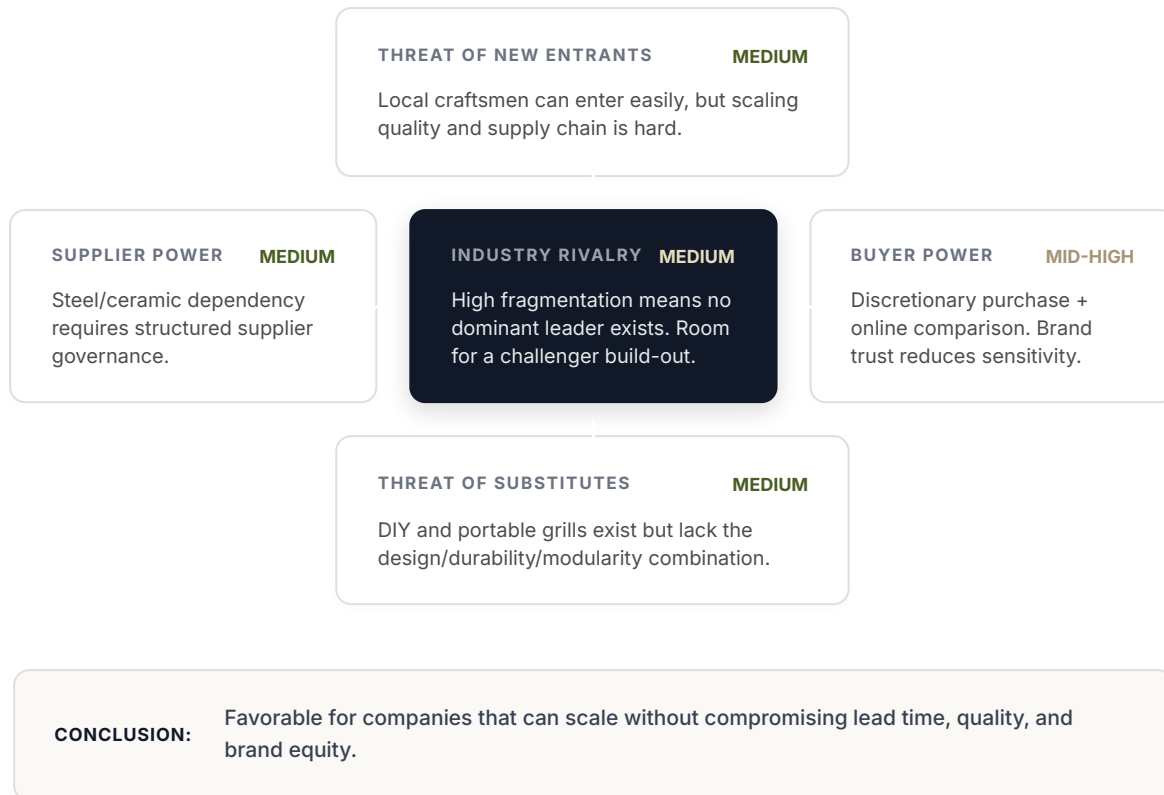 THREAT OF NEW ENTRANTS MEDIUM
Local craftsmen can enter easily, but scaling
quality and supply chain is hard.
SUPPLIER POWER MEDIUM
Steel/ceramic dependency
requires structured supplier
governance.
INDUSTRY RIVALRY MEDIUM
High fragmentation means no
dominant leader exists. Room
for a challenger build-out.
BUYER POWER MID-HIGH
Discretionary purchase +
online comparison. Brand
trust reduces sensitivity.
THREAT OF SUBSTITUTES MEDIUM
DIY and portable grills exist but lack the
design/durability/modularity combination.
CONCLUSION:
Favorable for companies that can scale without compromising lead time, quality, and
brand equity.